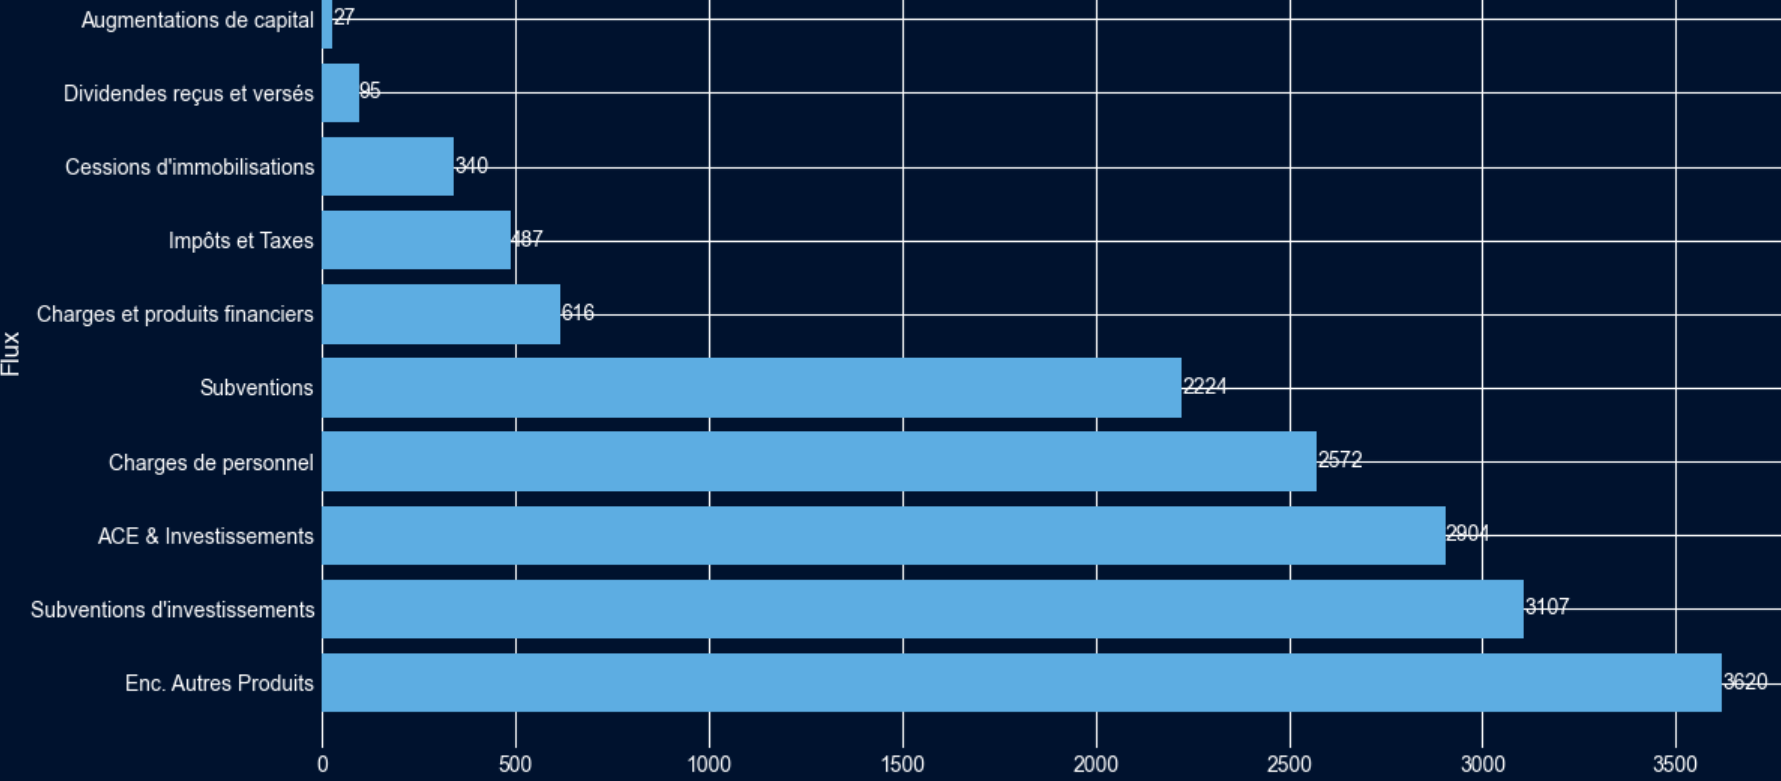 Augmentations de capital 27
Dividendes reçus et versés 95
Cessions d'immobilisations 340
Impôts et Taxes 487
Charges et produits financiers 616
Flux
Subventions 2224
Charges de personnel 2572
ACE & Investissements 2904
Subventions d'investissements 3107
Enc. Autres Produits 3620
0 500 1000 1500 2000 2500 3000 3500